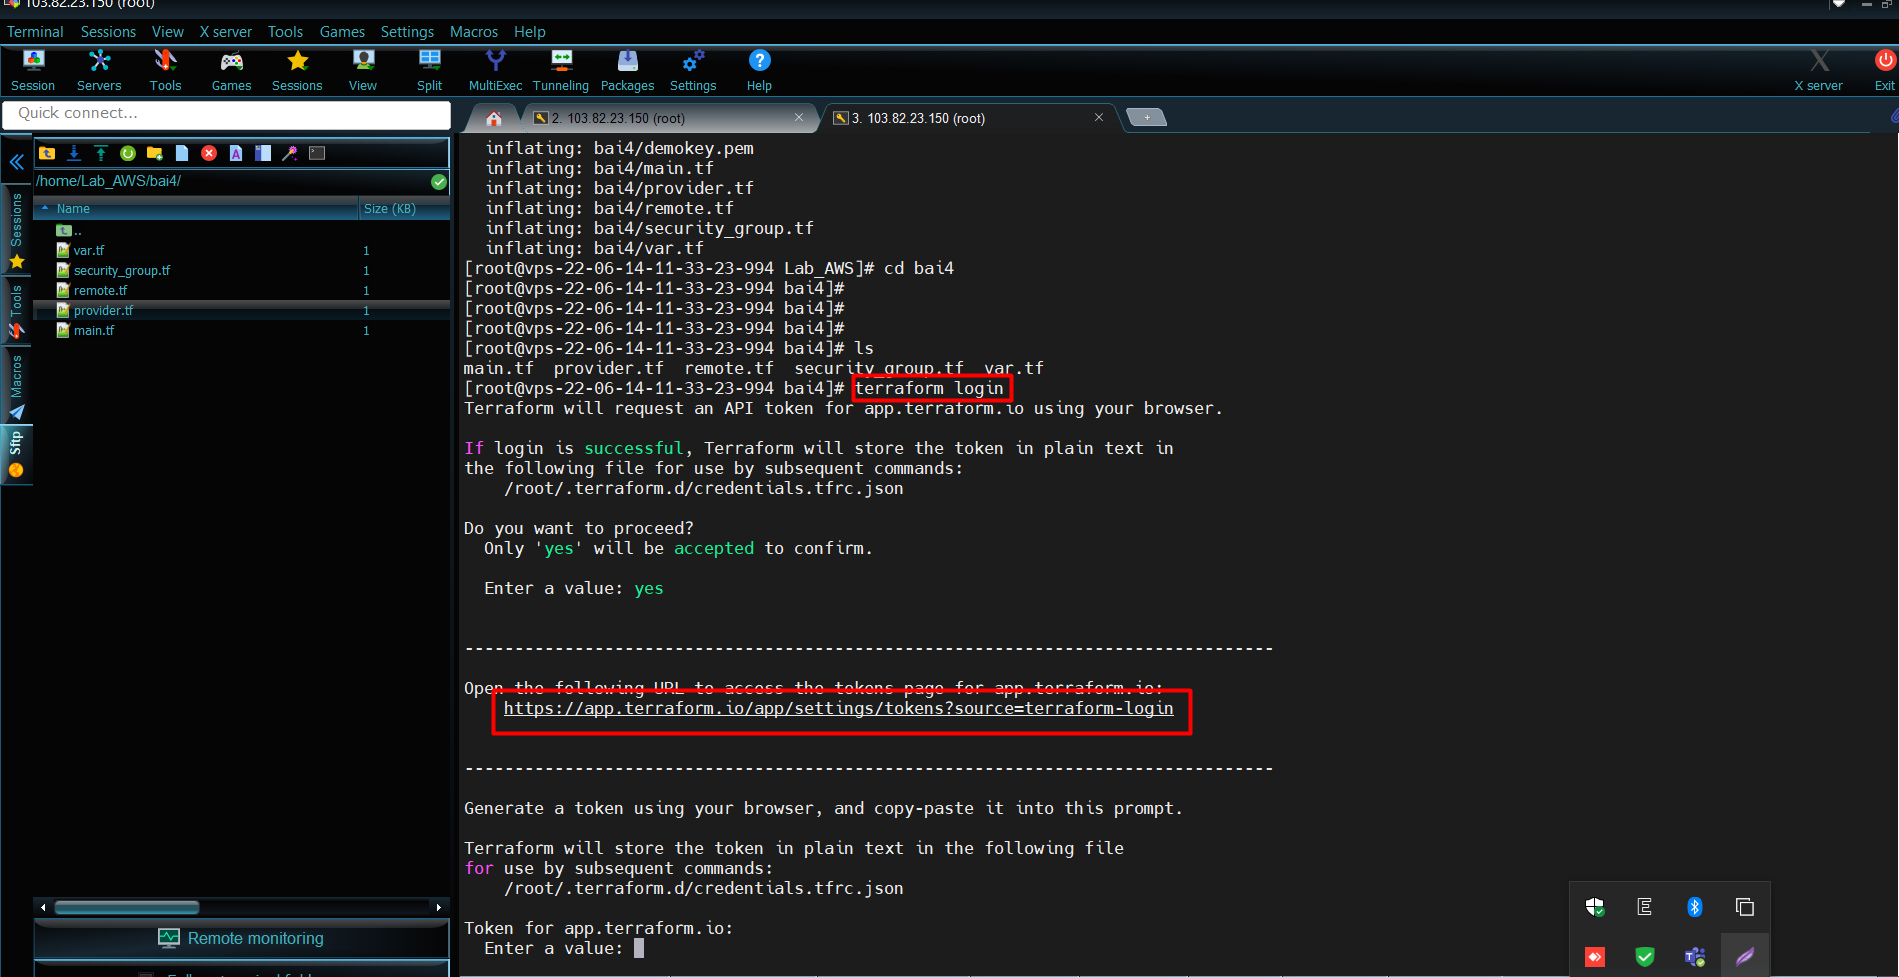 103.82.23.150 (root)
Terminal Sessions View X server Tools Games Settings Macros Help
Session Servers Tools Games Sessions View Split MultiExec Tunneling Packages Settings Help X server Exit
Quick connect...
2. 103.82.23.150 (root)
3. 103.82.23.150 (root)
/home/Lab_AWS/bai4/
Name Size (KB)
..
var.tf 1
security_group.tf 1
remote.tf 1
provider.tf 1
main.tf 1
Sessions
Tools
Macros
Sftp
Remote monitoring
inflating: bai4/demokey.pem
inflating: bai4/main.tf
inflating: bai4/provider.tf
inflating: bai4/remote.tf
inflating: bai4/security_group.tf
inflating: bai4/var.tf
[root@vps-22-06-14-11-33-23-994 Lab_AWS]# cd bai4
[root@vps-22-06-14-11-33-23-994 bai4]#
[root@vps-22-06-14-11-33-23-994 bai4]#
[root@vps-22-06-14-11-33-23-994 bai4]#
[root@vps-22-06-14-11-33-23-994 bai4]# ls
main.tf provider.tf remote.tf security_group.tf var.tf
[root@vps-22-06-14-11-33-23-994 bai4]# terraform login
Terraform will request an API token for app.terraform.io using your browser.
If login is successful, Terraform will store the token in plain text in
the following file for use by subsequent commands:
/root/.terraform.d/credentials.tfrc.json
Do you want to proceed?
Only 'yes' will be accepted to confirm.
Enter a value: yes
---------------------------------------------------------------------------------
Open the following URL to access the tokens page for app.terraform.io:
https://app.terraform.io/app/settings/tokens?source=terraform-login
---------------------------------------------------------------------------------
Generate a token using your browser, and copy-paste it into this prompt.
Terraform will store the token in plain text in the following file
for use by subsequent commands:
/root/.terraform.d/credentials.tfrc.json
Token for app.terraform.io:
Enter a value: